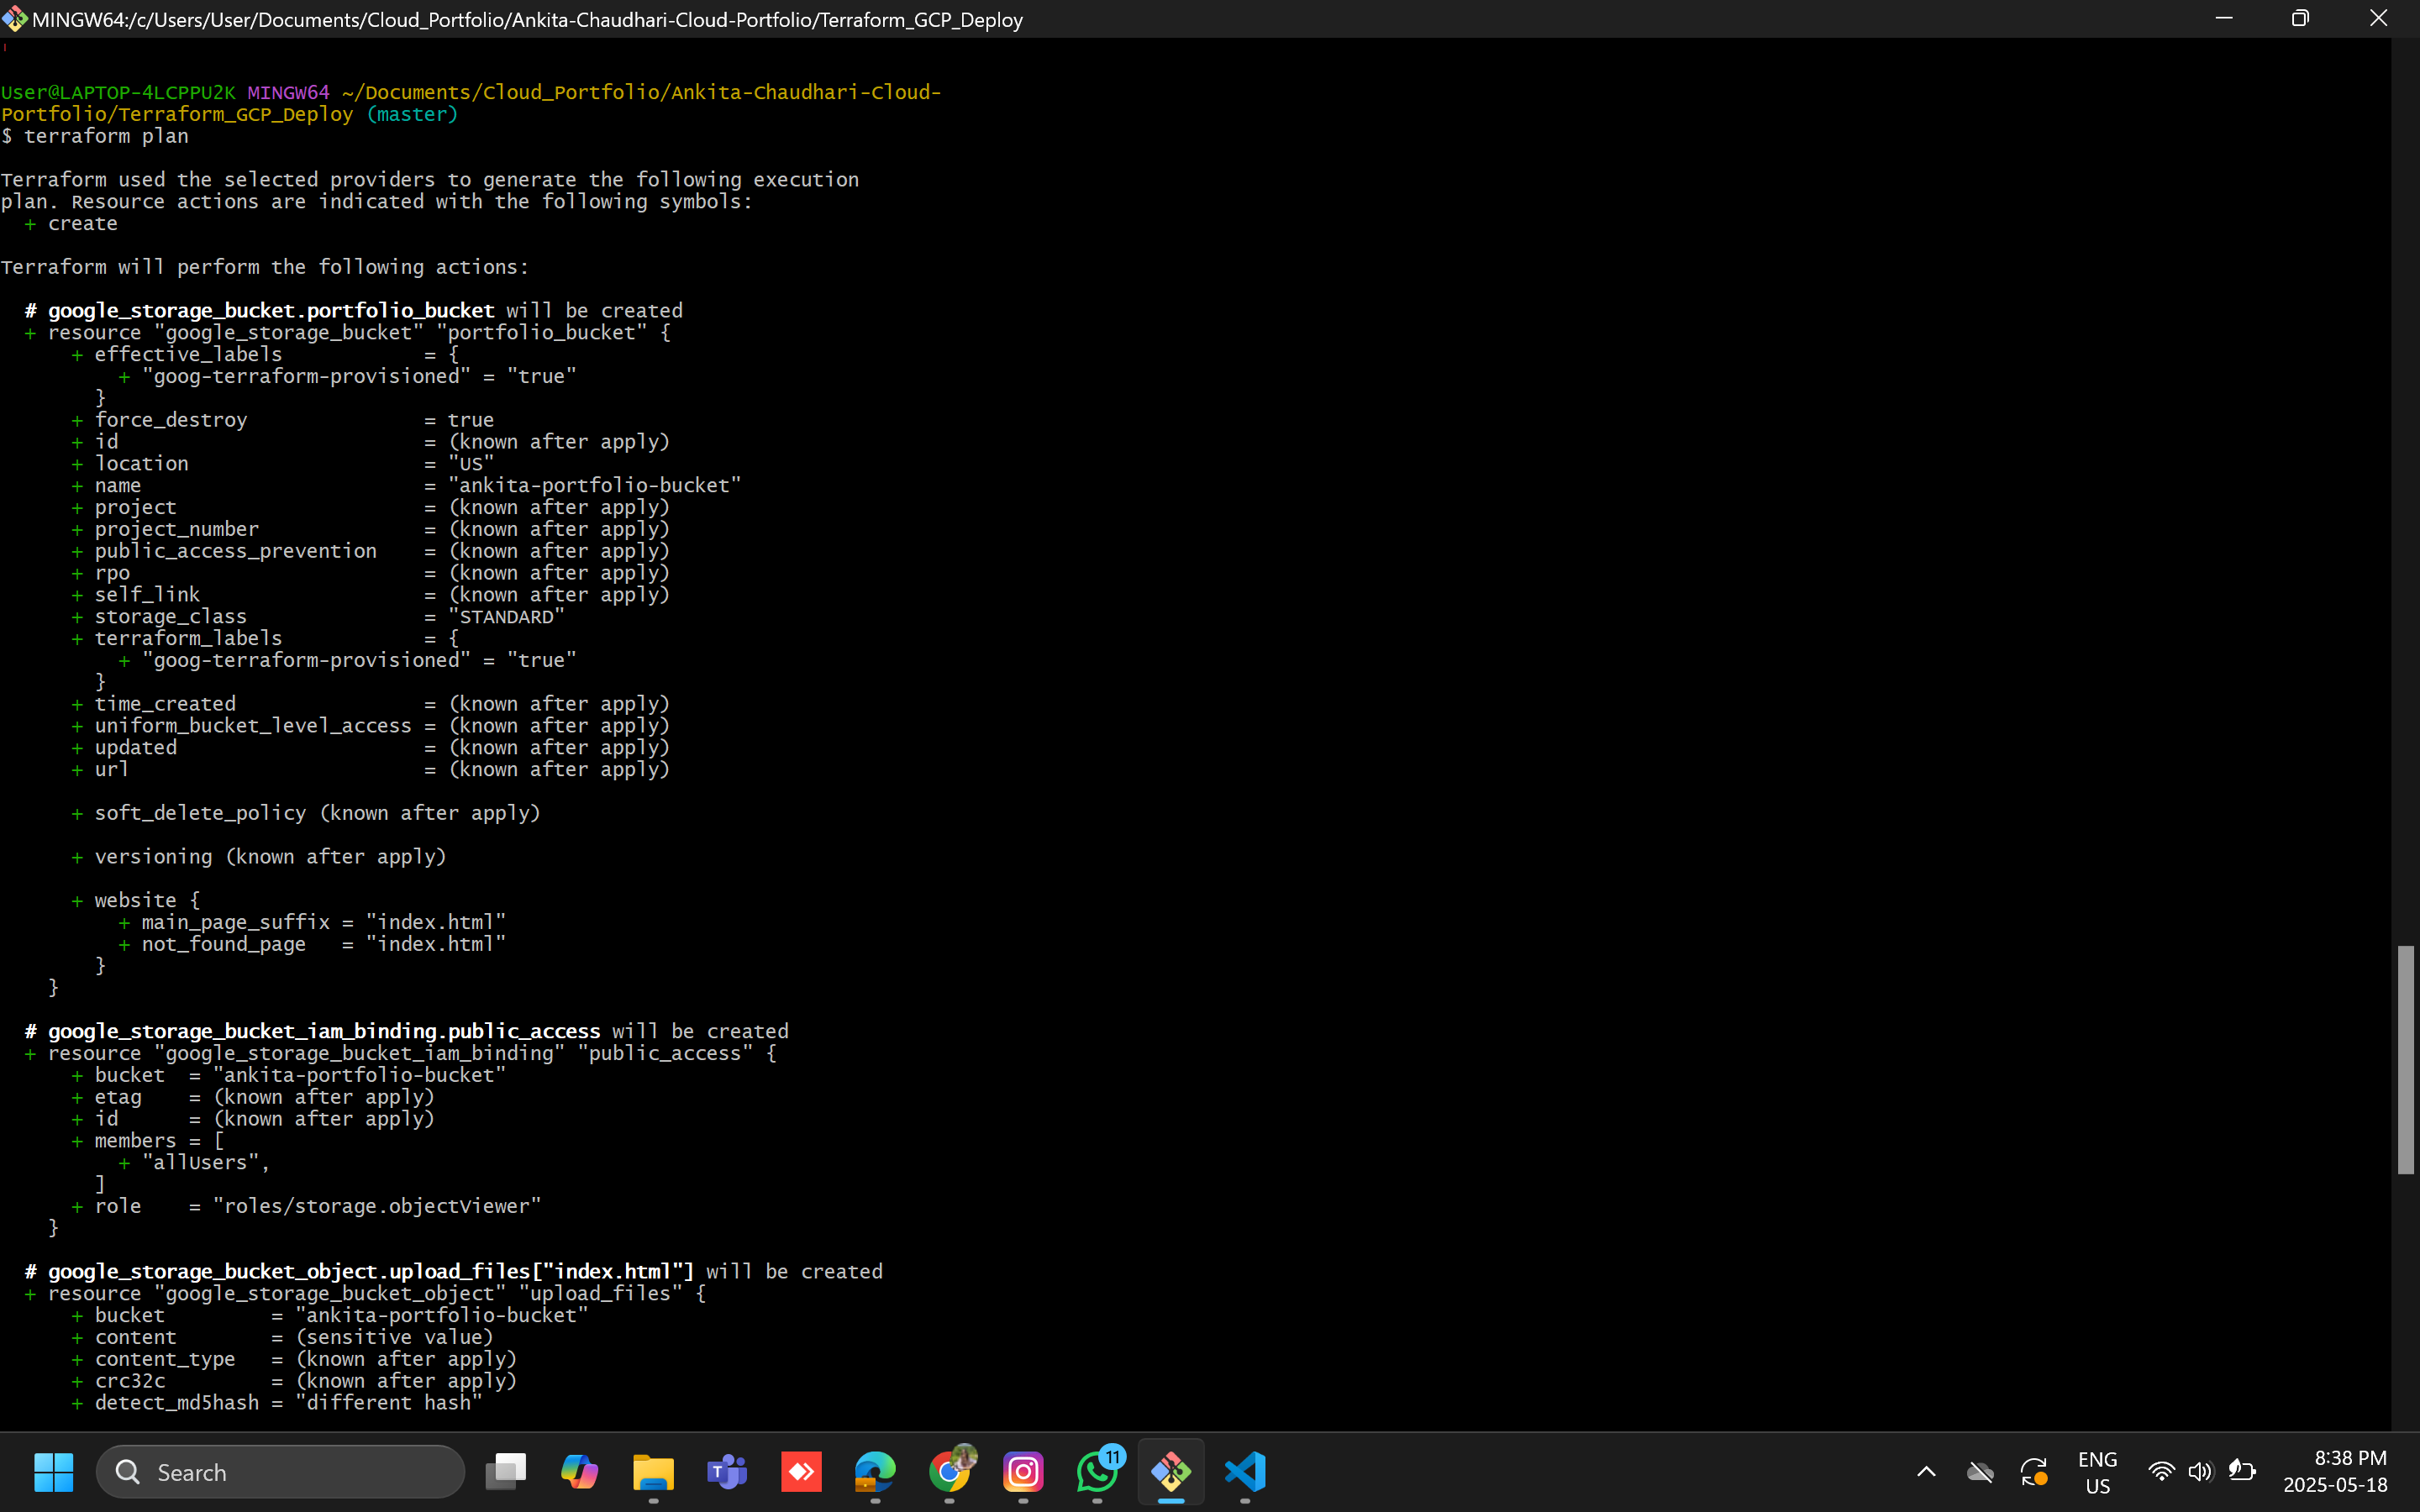 MINGW64:/c/Users/User/Documents/Cloud_Portfolio/Ankita-Chaudhari-Cloud-Portfolio/Terraform_GCP_Deploy
User@LAPTOP-4LCPPU2K MINGW64 ~/Documents/Cloud_Portfolio/Ankita-Chaudhari-Cloud-
Portfolio/Terraform_GCP_Deploy (master)
$ terraform plan
Terraform used the selected providers to generate the following execution
plan. Resource actions are indicated with the following symbols:
  + create
Terraform will perform the following actions:
  # google_storage_bucket.portfolio_bucket will be created
  + resource "google_storage_bucket" "portfolio_bucket" {
      + effective_labels            = {
          + "goog-terraform-provisioned" = "true"
        }
      + force_destroy               = true
      + id                          = (known after apply)
      + location                    = "US"
      + name                        = "ankita-portfolio-bucket"
      + project                     = (known after apply)
      + project_number              = (known after apply)
      + public_access_prevention    = (known after apply)
      + rpo                         = (known after apply)
      + self_link                   = (known after apply)
      + storage_class               = "STANDARD"
      + terraform_labels            = {
          + "goog-terraform-provisioned" = "true"
        }
      + time_created                = (known after apply)
      + uniform_bucket_level_access = (known after apply)
      + updated                     = (known after apply)
      + url                         = (known after apply)
      + soft_delete_policy (known after apply)
      + versioning (known after apply)
      + website {
          + main_page_suffix = "index.html"
          + not_found_page   = "index.html"
        }
    }
  # google_storage_bucket_iam_binding.public_access will be created
  + resource "google_storage_bucket_iam_binding" "public_access" {
      + bucket  = "ankita-portfolio-bucket"
      + etag    = (known after apply)
      + id      = (known after apply)
      + members = [
          + "allUsers",
        ]
      + role    = "roles/storage.objectViewer"
    }
  # google_storage_bucket_object.upload_files["index.html"] will be created
  + resource "google_storage_bucket_object" "upload_files" {
      + bucket         = "ankita-portfolio-bucket"
      + content        = (sensitive value)
      + content_type   = (known after apply)
      + crc32c         = (known after apply)
      + detect_md5hash = "different hash"
Search
T
11
ENG
US
8:38 PM
2025-05-18